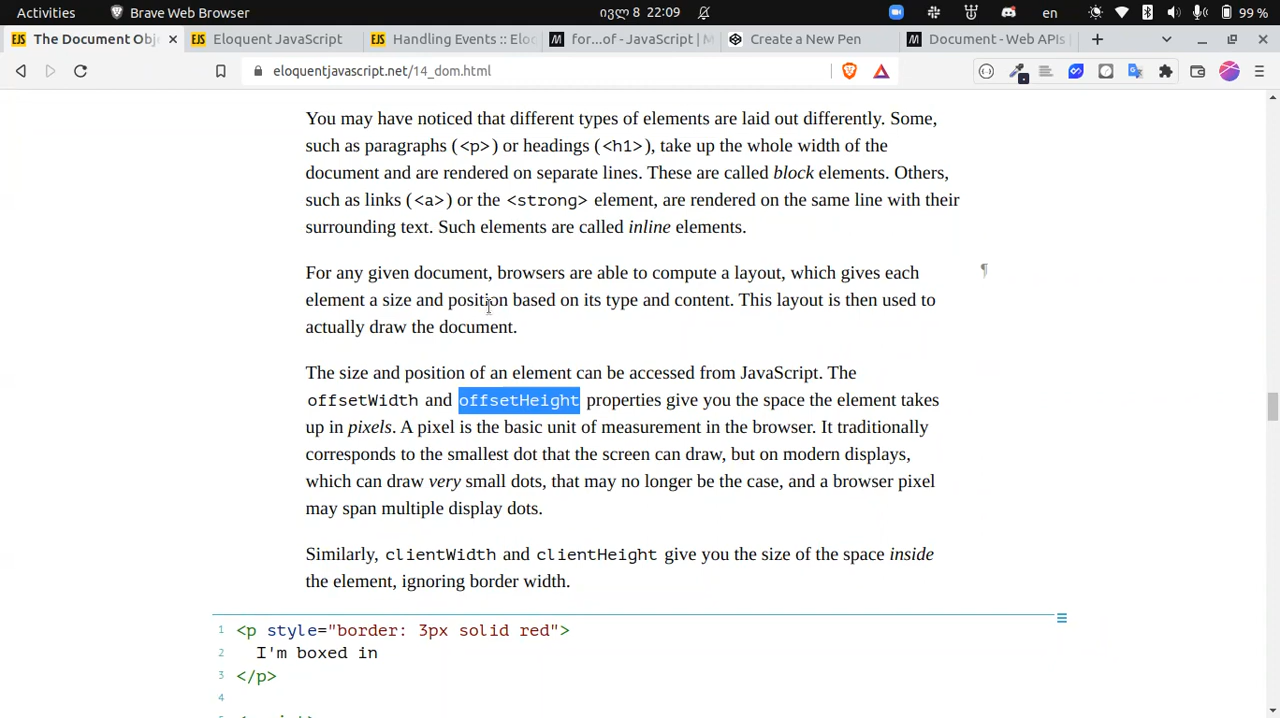 Activities
Brave Web Browser
ივლ 8 22:09
en
99 %
The Document Obj
Eloquent JavaScript
Handling Events :: Elo
for...of - JavaScript | M
Create a New Pen
Document - Web APIs |
eloquentjavascript.net/14_dom.html
You may have noticed that different types of elements are laid out differently. Some,
such as paragraphs (<p>) or headings (<h1>), take up the whole width of the
document and are rendered on separate lines. These are called block elements. Others,
such as links (<a>) or the <strong> element, are rendered on the same line with their
surrounding text. Such elements are called inline elements.
For any given document, browsers are able to compute a layout, which gives each
¶
element a size and position based on its type and content. This layout is then used to
actually draw the document.
The size and position of an element can be accessed from JavaScript. The
offsetWidth and offsetHeight properties give you the space the element takes
up in pixels. A pixel is the basic unit of measurement in the browser. It traditionally
corresponds to the smallest dot that the screen can draw, but on modern displays,
which can draw very small dots, that may no longer be the case, and a browser pixel
may span multiple display dots.
Similarly, clientWidth and clientHeight give you the size of the space inside
the element, ignoring border width.
1 <p style="border: 3px solid red">
2 I'm boxed in
3 </p>
4